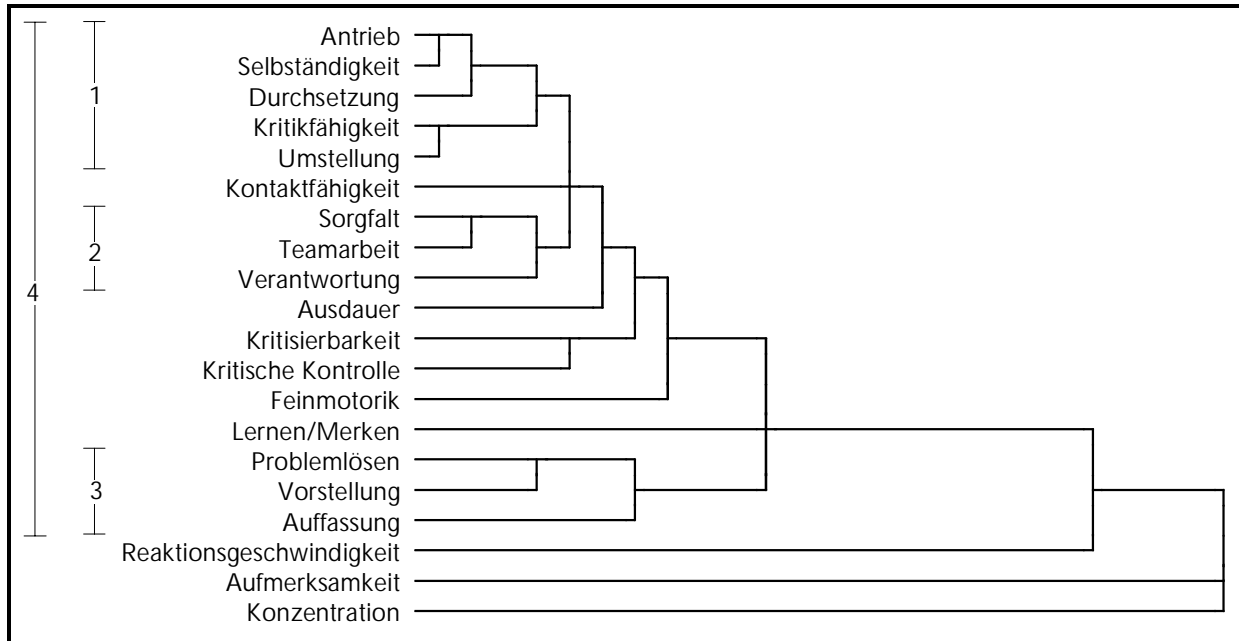 Antrieb
Selbständigkeit
Durchsetzung
1
Kritikfähigkeit
Umstellung
Kontaktfähigkeit
Sorgfalt
2
Teamarbeit
Verantwortung
4
Ausdauer
Kritisierbarkeit
Kritische Kontrolle
Feinmotorik
Lernen/Merken
Problemlösen
3
Vorstellung
Auffassung
Reaktionsgeschwindigkeit
Aufmerksamkeit
Konzentration